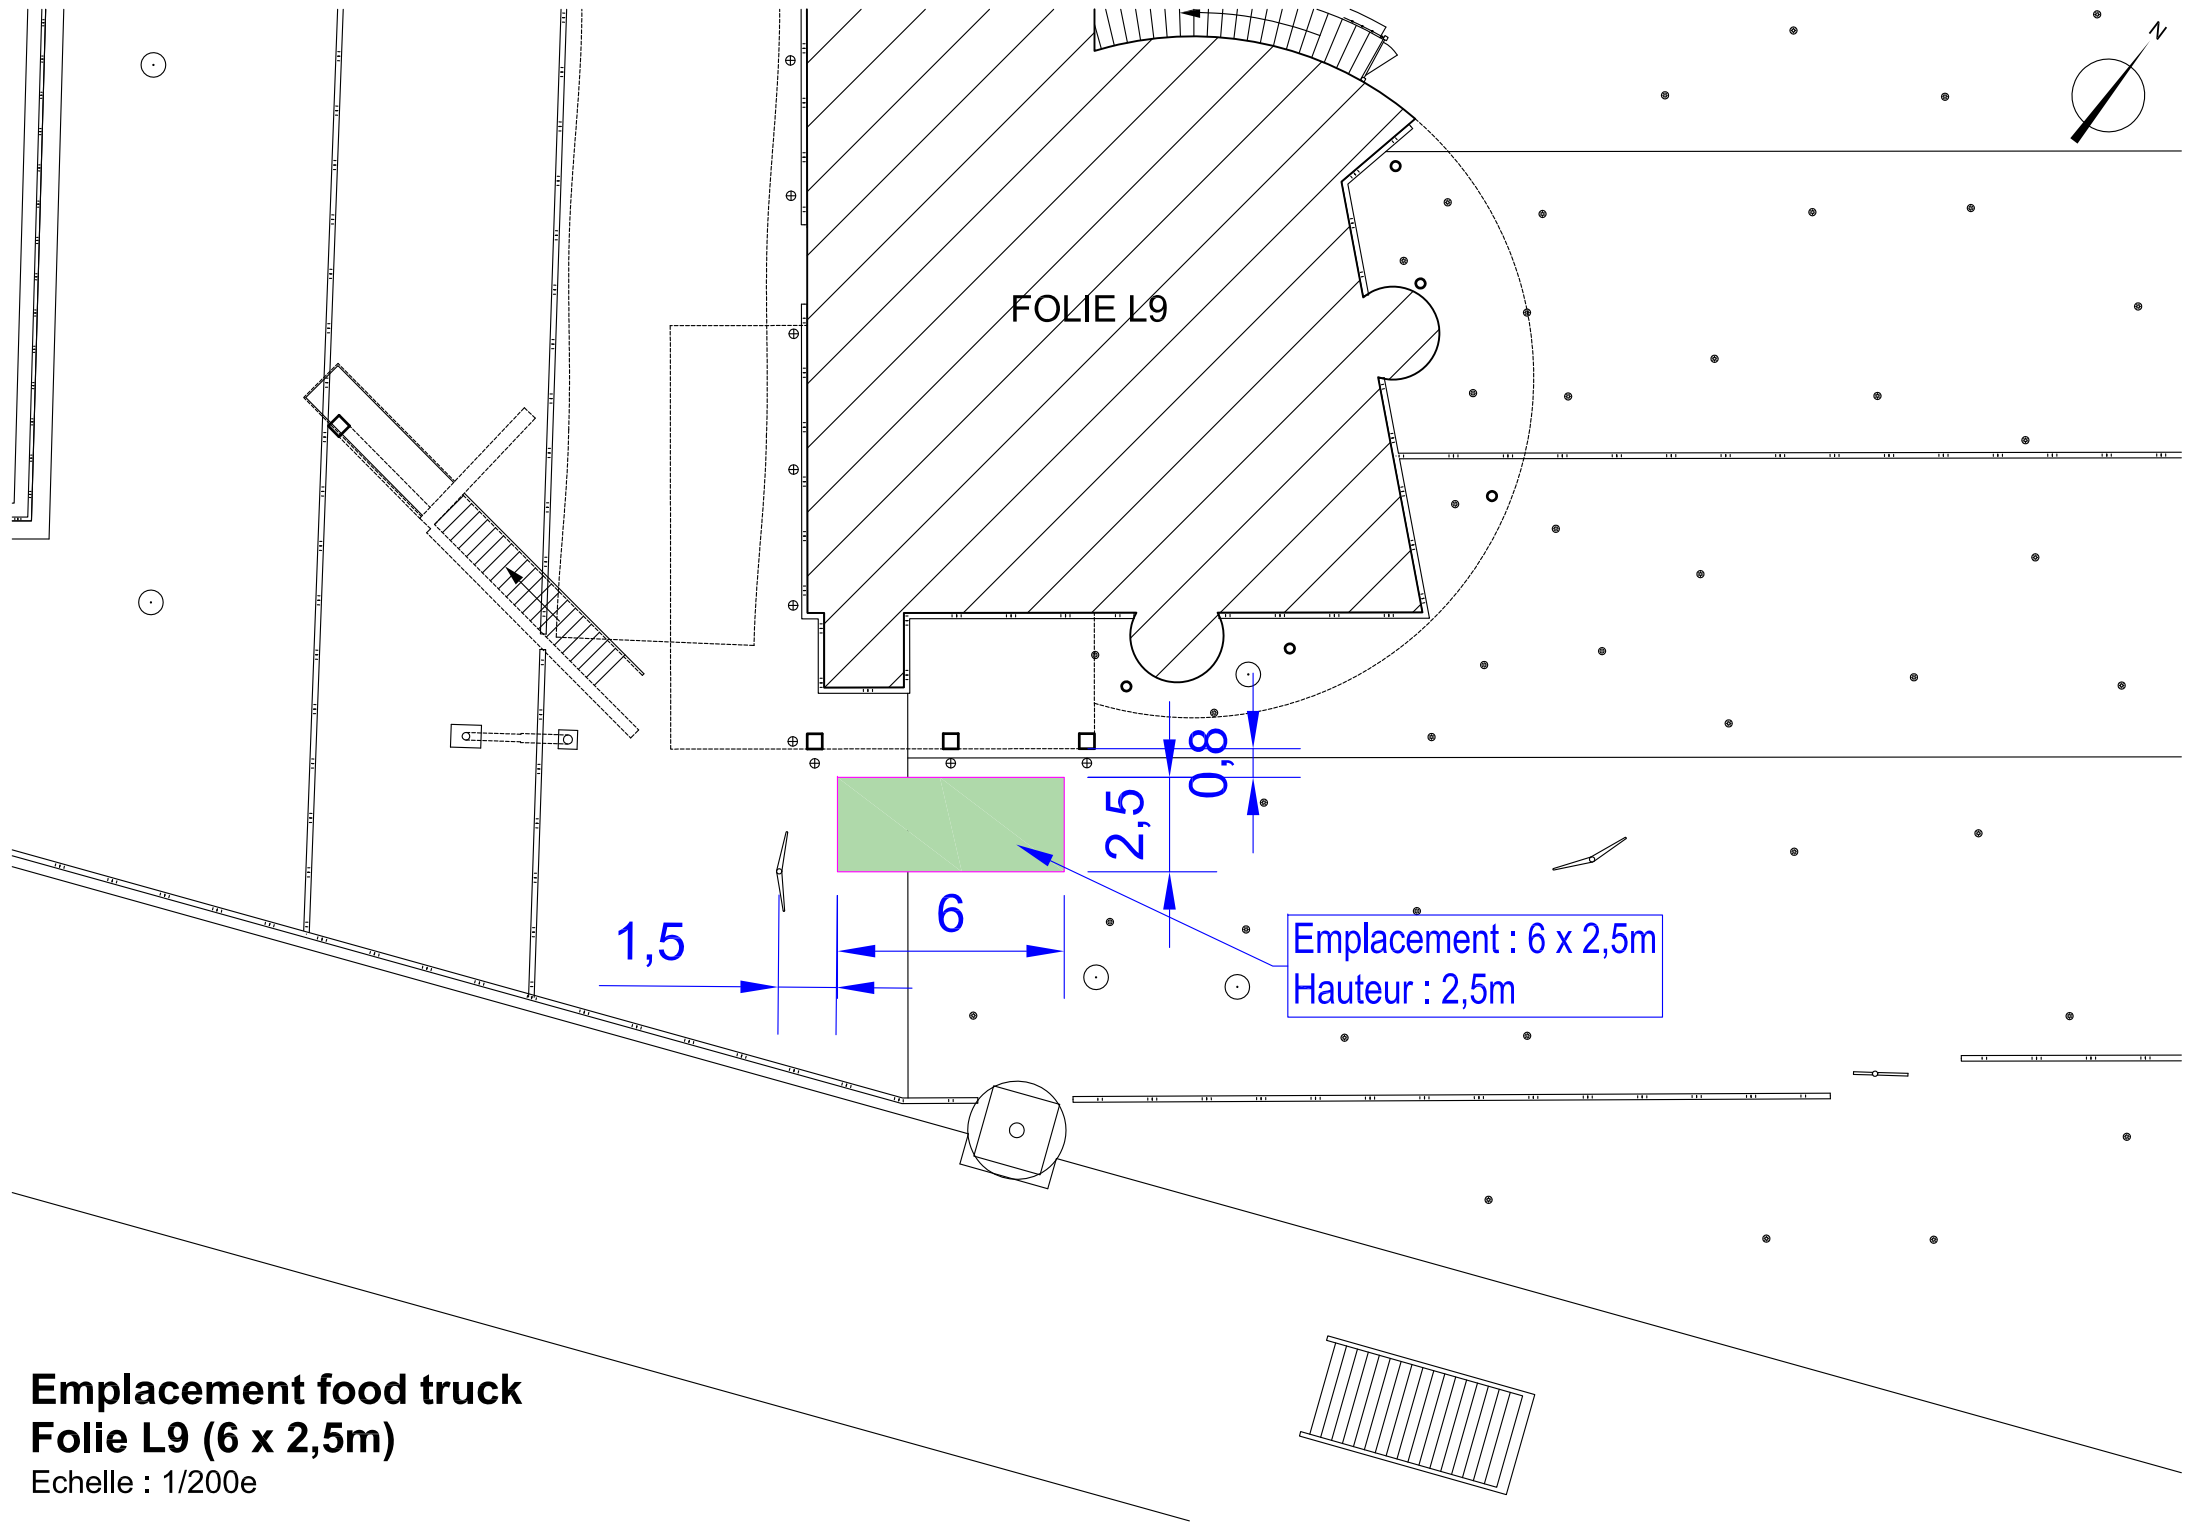 N
FOLIE L9
0,8
2,5
6
1,5
Emplacement : 6 x 2,5m
Hauteur : 2,5m
Emplacement food truck
Folie L9 (6 x 2,5m)
Echelle : 1/200e